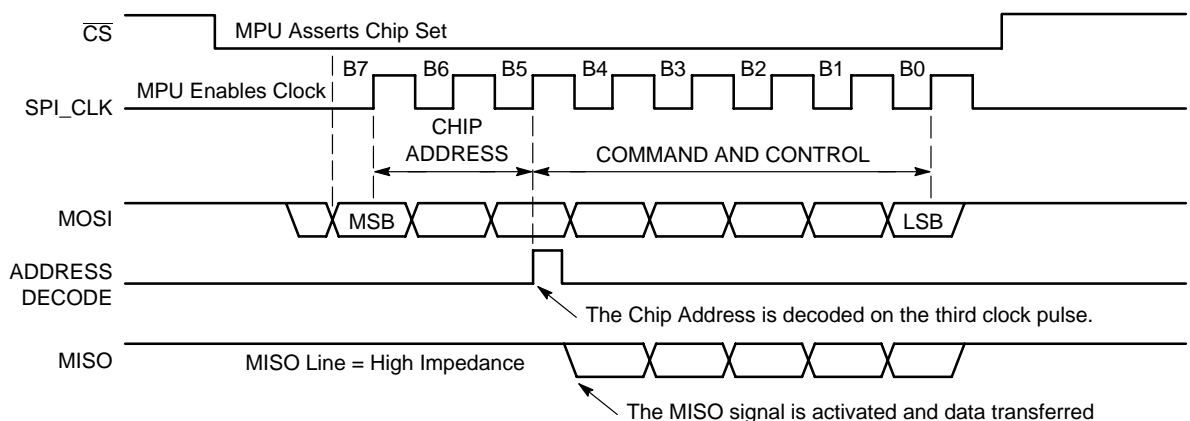 CS
MPU Asserts Chip Set
B7 B6 B5 B4 B3 B2 B1 B0
MPU Enables Clock
SPI_CLK
CHIP
ADDRESS
COMMAND AND CONTROL
MOSI
MSB
LSB
ADDRESS
DECODE
The Chip Address is decoded on the third clock pulse.
MISO
MISO Line = High Impedance
The MISO signal is activated and data transferred